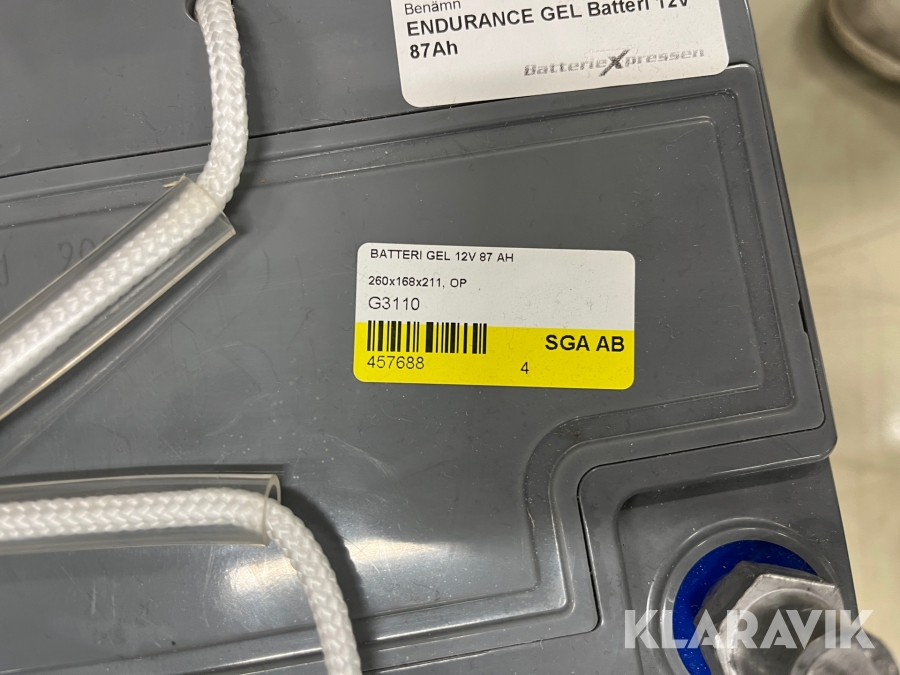 Benämn
ENDURANCE GEL Batteri 12V
87Ah
BatterieXpressen
BATTERI GEL 12V 87 AH
260x168x211, OP
G3110
SGA AB
457688
4
KLARAVIK